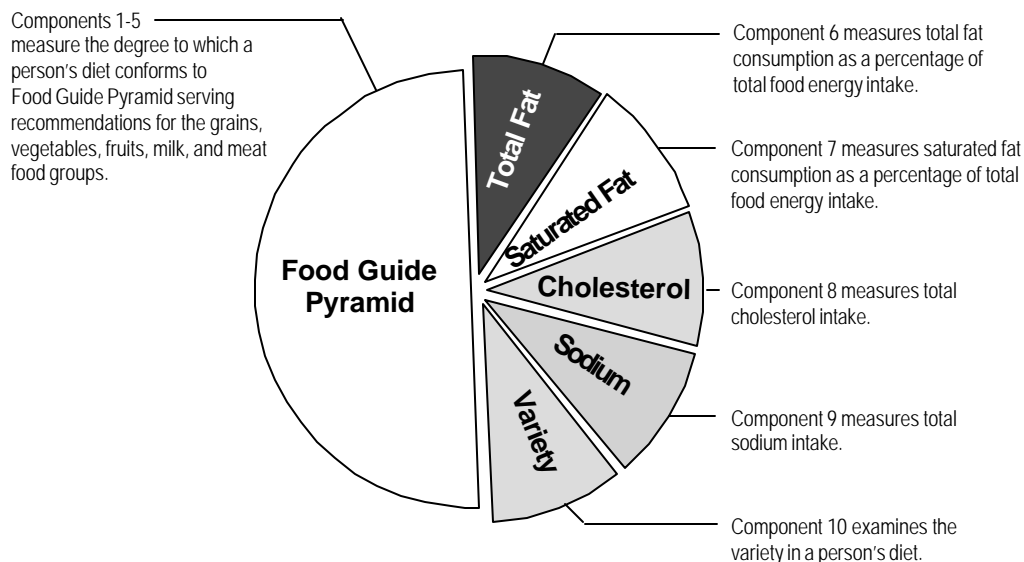 Components 1-5
measure the degree to which a
person's diet conforms to
Food Guide Pyramid serving
recommendations for the grains,
vegetables, fruits, milk, and meat
food groups.
Food Guide
Pyramid
Total Fat
Saturated Fat
Cholesterol
Sodium
Variety
Component 6 measures total fat
consumption as a percentage of
total food energy intake.
Component 7 measures saturated fat
consumption as a percentage of total
food energy intake.
Component 8 measures total
cholesterol intake.
Component 9 measures total
sodium intake.
Component 10 examines the
variety in a person's diet.